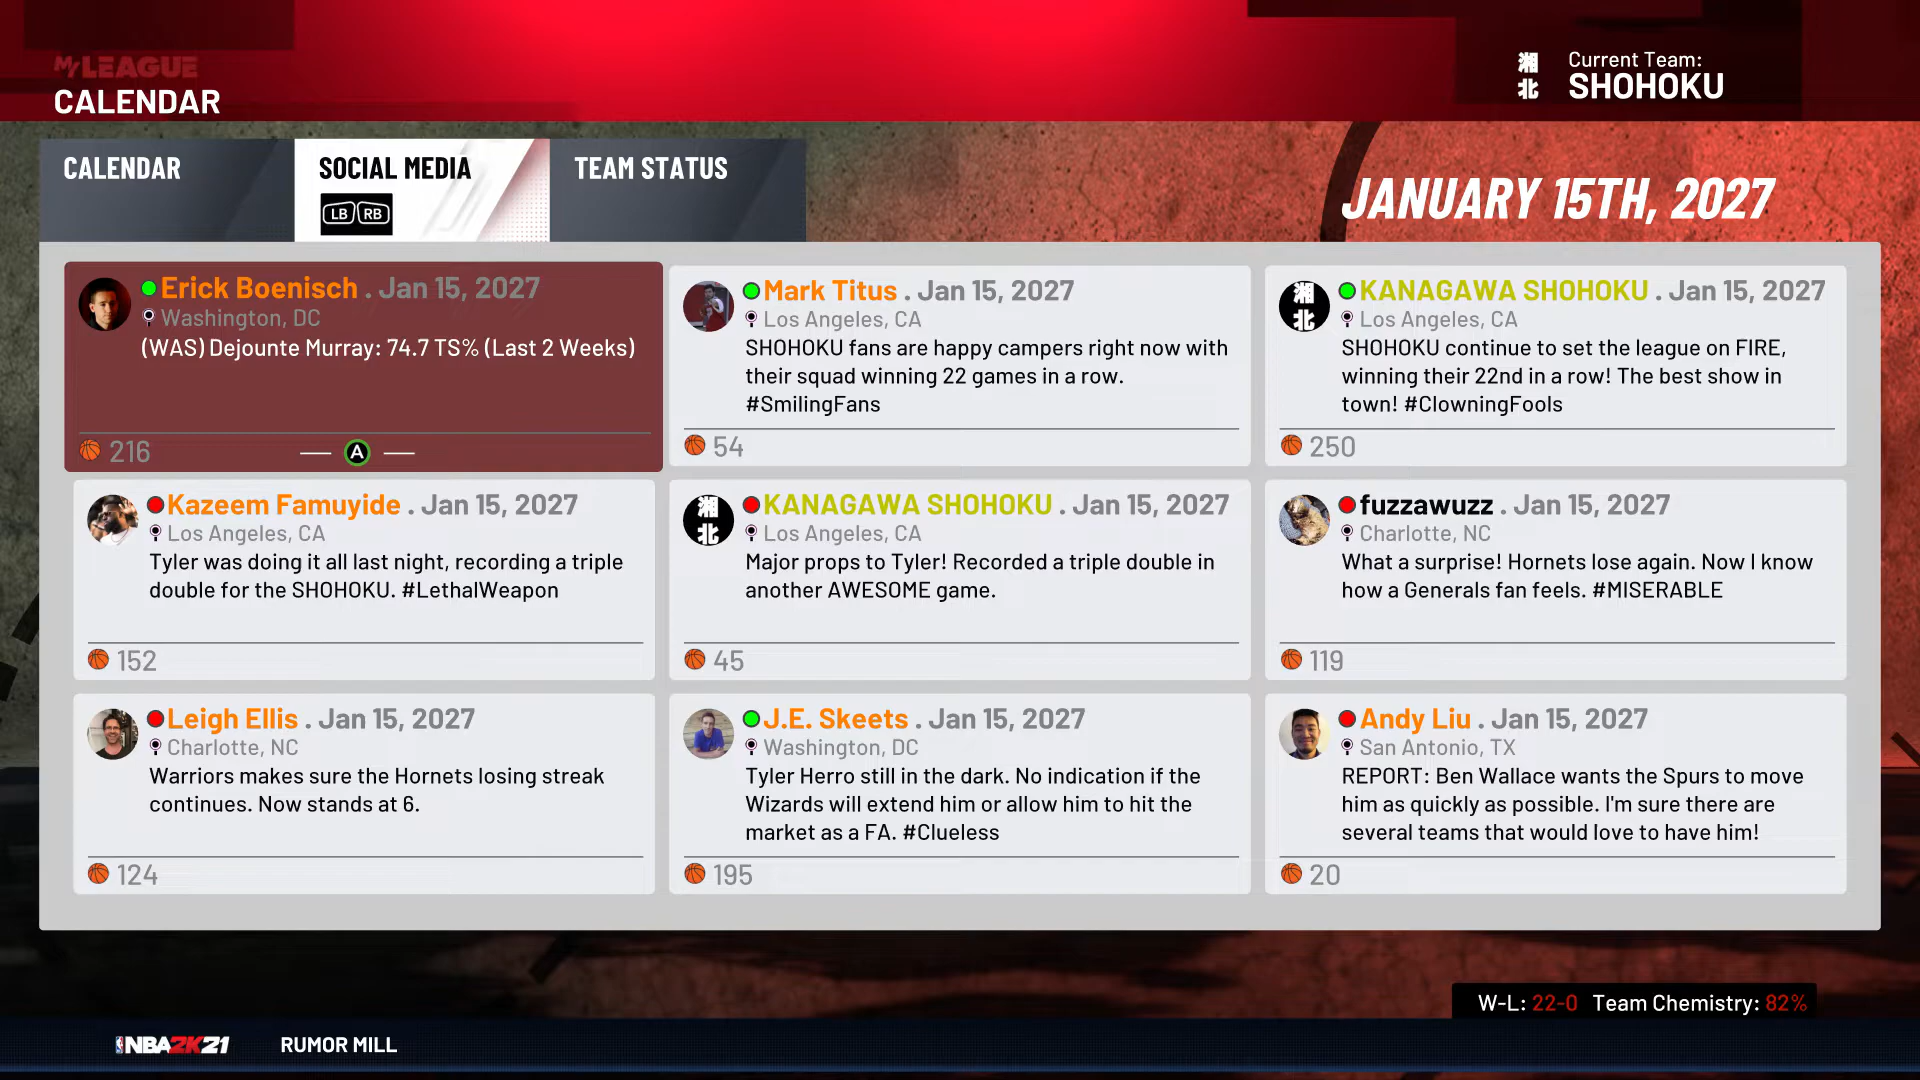 MyLEAGUE
CALENDAR
湘
北
Current Team:
SHOHOKU
CALENDAR
SOCIAL MEDIA
LB RB
TEAM STATUS
JANUARY 15TH, 2027
Erick Boenisch . Jan 15, 2027
Washington, DC
(WAS) Dejounte Murray: 74.7 TS% (Last 2 Weeks)
216
A
Mark Titus . Jan 15, 2027
Los Angeles, CA
SHOHOKU fans are happy campers right now with
their squad winning 22 games in a row.
#SmilingFans
54
湘
北
KANAGAWA SHOHOKU . Jan 15, 2027
Los Angeles, CA
SHOHOKU continue to set the league on FIRE,
winning their 22nd in a row! The best show in
town! #ClowningFools
250
Kazeem Famuyide . Jan 15, 2027
Los Angeles, CA
Tyler was doing it all last night, recording a triple
double for the SHOHOKU. #LethalWeapon
152
湘
北
KANAGAWA SHOHOKU . Jan 15, 2027
Los Angeles, CA
Major props to Tyler! Recorded a triple double in
another AWESOME game.
45
fuzzawuzz . Jan 15, 2027
Charlotte, NC
What a surprise! Hornets lose again. Now I know
how a Generals fan feels. #MISERABLE
119
Leigh Ellis . Jan 15, 2027
Charlotte, NC
Warriors makes sure the Hornets losing streak
continues. Now stands at 6.
124
J.E. Skeets . Jan 15, 2027
Washington, DC
Tyler Herro still in the dark. No indication if the
Wizards will extend him or allow him to hit the
market as a FA. #Clueless
195
Andy Liu . Jan 15, 2027
San Antonio, TX
REPORT: Ben Wallace wants the Spurs to move
him as quickly as possible. I'm sure there are
several teams that would love to have him!
20
W-L: 22-0 Team Chemistry: 82%
NBA2K21
RUMOR MILL